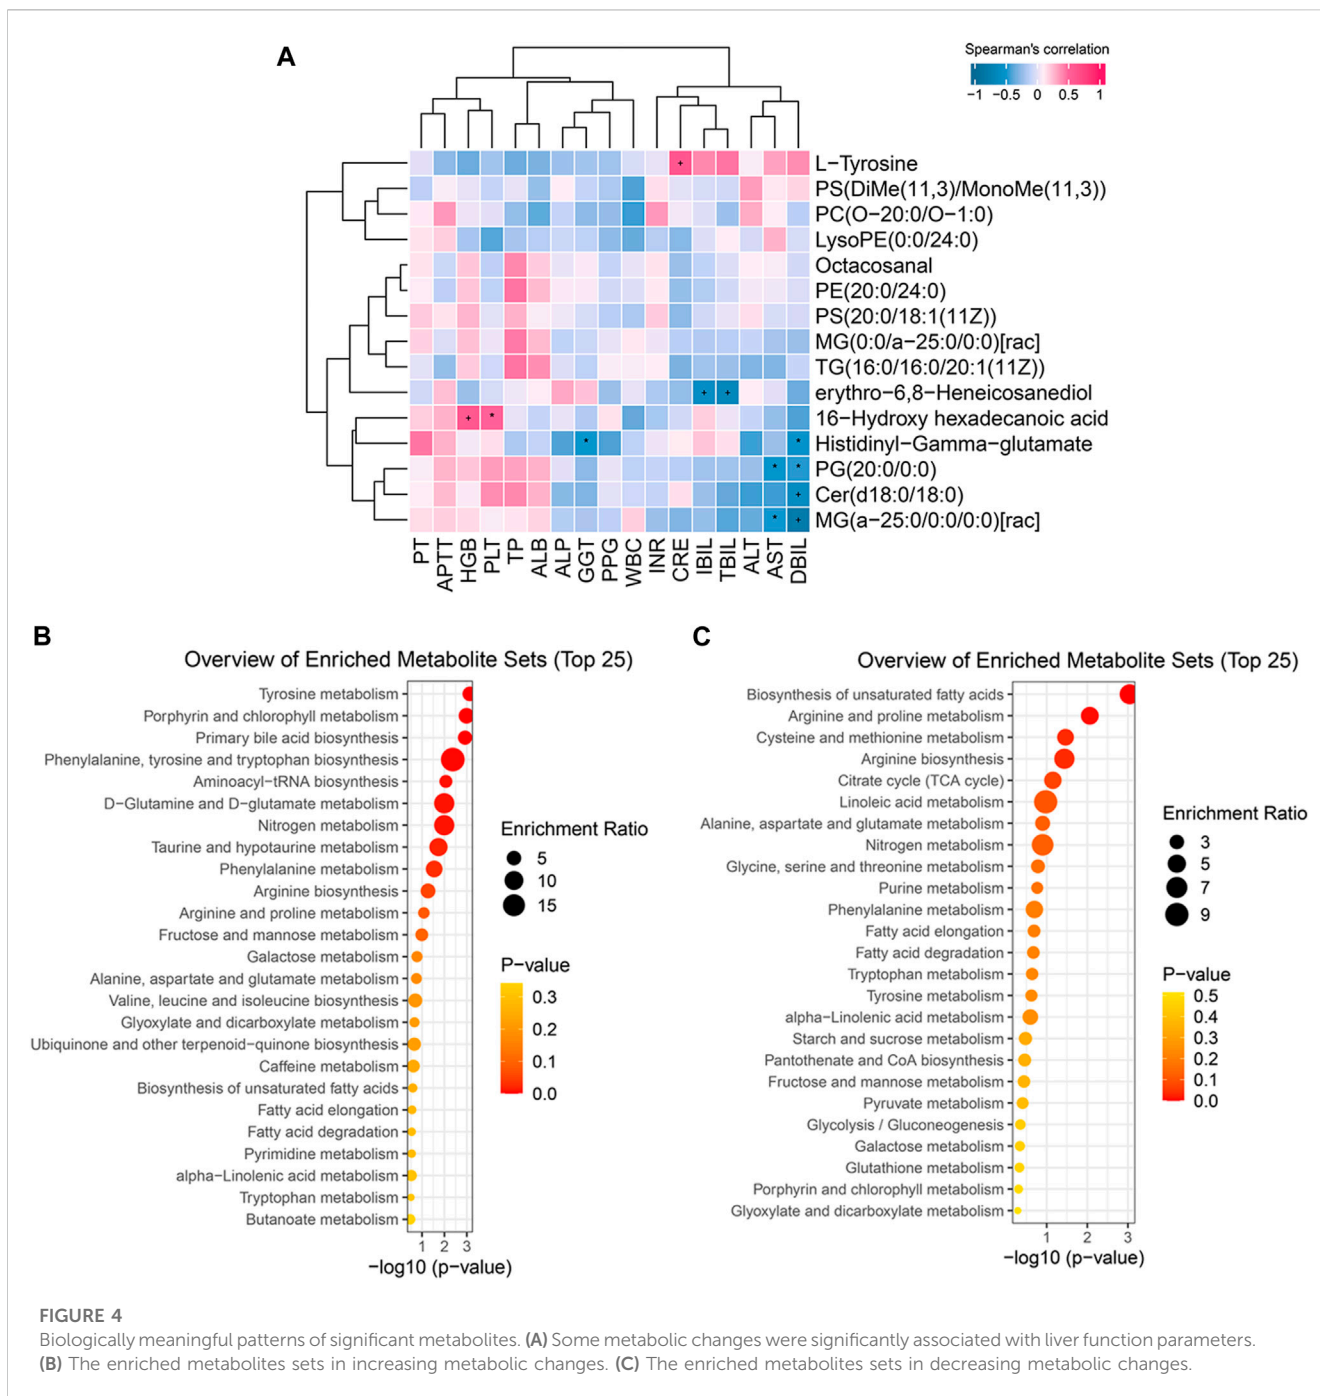 A
Spearman's correlation
−1 −0.5 0 0.5 1
L−Tyrosine
+
PS(DiMe(11,3)/MonoMe(11,3))
PC(O−20:0/O−1:0)
LysoPE(0:0/24:0)
Octacosanal
PE(20:0/24:0)
PS(20:0/18:1(11Z))
MG(0:0/a−25:0/0:0)[rac]
TG(16:0/16:0/20:1(11Z))
+ + erythro−6,8−Heneicosanediol
+ * 16−Hydroxy hexadecanoic acid
* * Histidinyl−Gamma−glutamate
* * PG(20:0/0:0)
+ Cer(d18:0/18:0)
* + MG(a−25:0/0:0/0:0)[rac]
PT APTT HGB PLT TP ALB ALP GGT PPG WBC INR CRE IBIL TBIL ALT AST DBIL
B
Overview of Enriched Metabolite Sets (Top 25)
Tyrosine metabolism
Porphyrin and chlorophyll metabolism
Primary bile acid biosynthesis
Phenylalanine, tyrosine and tryptophan biosynthesis
Aminoacyl−tRNA biosynthesis
D−Glutamine and D−glutamate metabolism
Nitrogen metabolism
Taurine and hypotaurine metabolism
Phenylalanine metabolism
Arginine biosynthesis
Arginine and proline metabolism
Fructose and mannose metabolism
Galactose metabolism
Alanine, aspartate and glutamate metabolism
Valine, leucine and isoleucine biosynthesis
Glyoxylate and dicarboxylate metabolism
Ubiquinone and other terpenoid−quinone biosynthesis
Caffeine metabolism
Biosynthesis of unsaturated fatty acids
Fatty acid elongation
Fatty acid degradation
Pyrimidine metabolism
alpha−Linolenic acid metabolism
Tryptophan metabolism
Butanoate metabolism
1 2 3
−log10 (p−value)
Enrichment Ratio
5
10
15
P−value
0.3
0.2
0.1
0.0
C
Overview of Enriched Metabolite Sets (Top 25)
Biosynthesis of unsaturated fatty acids
Arginine and proline metabolism
Cysteine and methionine metabolism
Arginine biosynthesis
Citrate cycle (TCA cycle)
Linoleic acid metabolism
Alanine, aspartate and glutamate metabolism
Nitrogen metabolism
Glycine, serine and threonine metabolism
Purine metabolism
Phenylalanine metabolism
Fatty acid elongation
Fatty acid degradation
Tryptophan metabolism
Tyrosine metabolism
alpha−Linolenic acid metabolism
Starch and sucrose metabolism
Pantothenate and CoA biosynthesis
Fructose and mannose metabolism
Pyruvate metabolism
Glycolysis / Gluconeogenesis
Galactose metabolism
Glutathione metabolism
Porphyrin and chlorophyll metabolism
Glyoxylate and dicarboxylate metabolism
1 2 3
−log10 (p−value)
Enrichment Ratio
3
5
7
9
P−value
0.5
0.4
0.3
0.2
0.1
0.0
FIGURE 4
Biologically meaningful patterns of significant metabolites. (A) Some metabolic changes were significantly associated with liver function parameters.
(B) The enriched metabolites sets in increasing metabolic changes. (C) The enriched metabolites sets in decreasing metabolic changes.